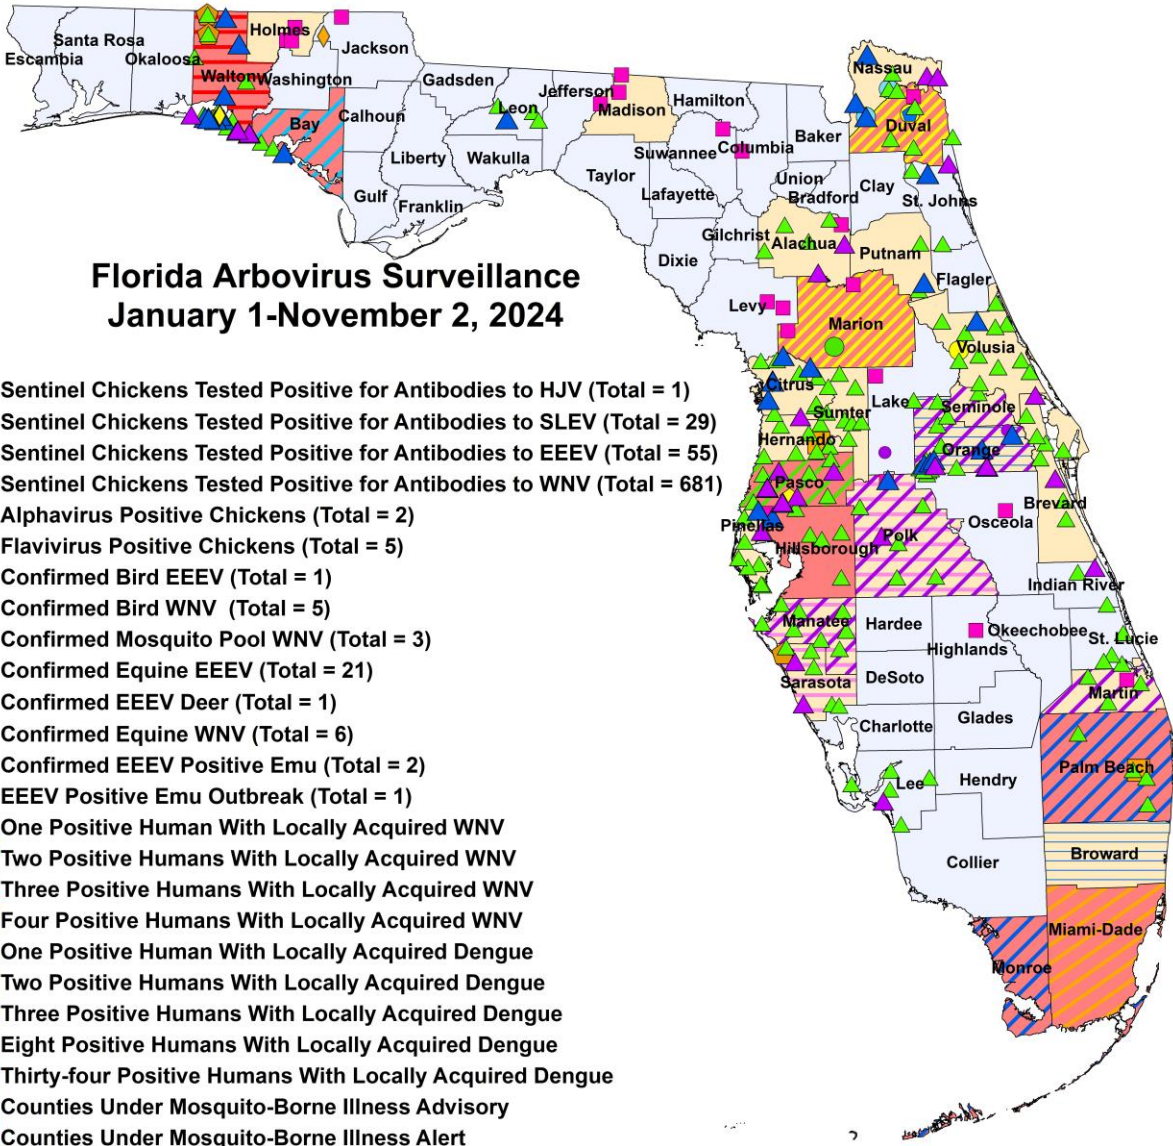 Holmes
Santa Rosa
Jackson
Escambia
Okaloosa
Walton
Washington
Gadsden
Nassau
Leon
Jefferson
Madison
Hamilton
Bay
Calhoun
Duval
Baker
Suwannee
Columbia
Liberty
Wakulla
Taylor
Union
Lafayette
Bradford
Clay
St. Johns
Gulf
Franklin
Gilchrist
Alachua
Putnam
Dixie
Flagler
Florida Arbovirus Surveillance
January 1-November 2, 2024
Levy
Marion
Volusia
Citrus
Lake
Seminole
Sumter
Hernando
Orange
Pasco
Brevard
Osceola
Pinellas
Polk
Hillsborough
Indian River
Manatee
Hardee
Okeechobee
St. Lucie
Highlands
Sarasota
DeSoto
Martin
Charlotte
Glades
Palm Beach
Lee
Hendry
Broward
Collier
Miami-Dade
Monroe
Sentinel Chickens Tested Positive for Antibodies to HJV (Total = 1)
Sentinel Chickens Tested Positive for Antibodies to SLEV (Total = 29)
Sentinel Chickens Tested Positive for Antibodies to EEEV (Total = 55)
Sentinel Chickens Tested Positive for Antibodies to WNV (Total = 681)
Alphavirus Positive Chickens (Total = 2)
Flavivirus Positive Chickens (Total = 5)
Confirmed Bird EEEV (Total = 1)
Confirmed Bird WNV (Total = 5)
Confirmed Mosquito Pool WNV (Total = 3)
Confirmed Equine EEEV (Total = 21)
Confirmed EEEV Deer (Total = 1)
Confirmed Equine WNV (Total = 6)
Confirmed EEEV Positive Emu (Total = 2)
EEEV Positive Emu Outbreak (Total = 1)
One Positive Human With Locally Acquired WNV
Two Positive Humans With Locally Acquired WNV
Three Positive Humans With Locally Acquired WNV
Four Positive Humans With Locally Acquired WNV
One Positive Human With Locally Acquired Dengue
Two Positive Humans With Locally Acquired Dengue
Three Positive Humans With Locally Acquired Dengue
Eight Positive Humans With Locally Acquired Dengue
Thirty-four Positive Humans With Locally Acquired Dengue
Counties Under Mosquito-Borne Illness Advisory
Counties Under Mosquito-Borne Illness Alert